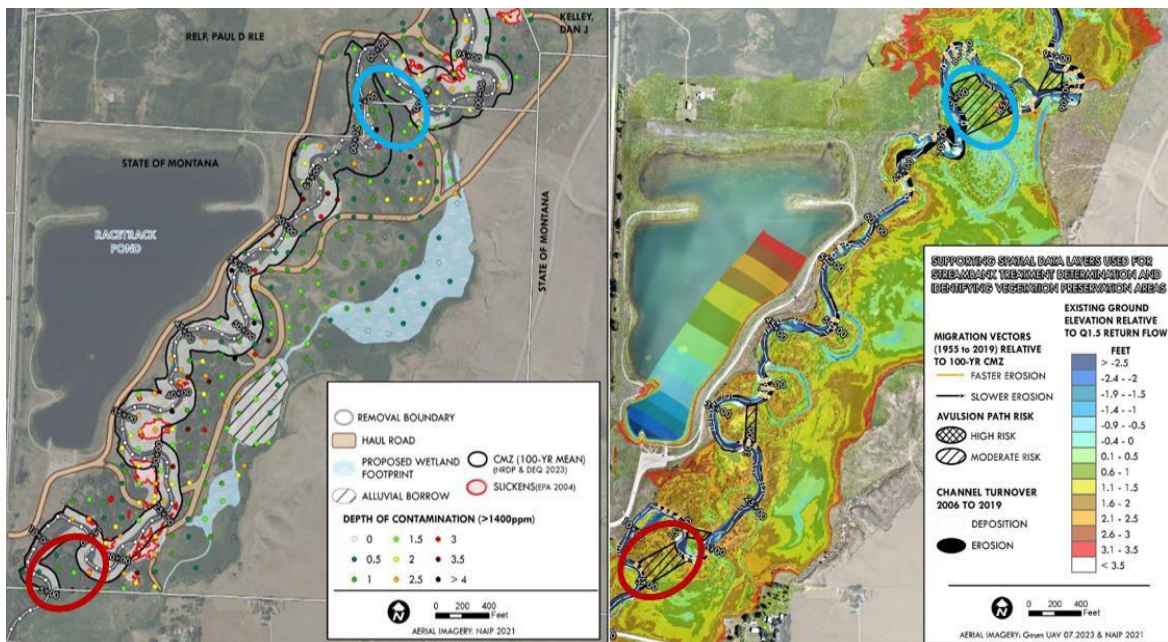 RELF, PAUL D RLE
KELLEY,
DAN J
STATE OF MONTANA
STATE OF MONTANA
RACETRACK
POND
REMOVAL BOUNDARY
HAUL ROAD
PROPOSED WETLAND
FOOTPRINT
ALLUVIAL BORROW
CMZ (100-YR MEAN)
(NRDP & DEQ 2023)
SLICKENS(EPA 2004)
DEPTH OF CONTAMINATION (>1400ppm)
0 1.5 3
0.5 2 3.5
1 2.5 > 4
N
0 200 400
Feet
AERIAL IMAGERY: NAIP 2021
SUPPORTING SPATIAL DATA LAYERS USED FOR
STREAMBANK TREATMENT DETERMINATION AND
IDENTIFYING VEGETATION PRESERVATION AREAS
MIGRATION VECTORS
(1955 to 2019) RELATIVE
TO 100-YR CMZ
FASTER EROSION
SLOWER EROSION
AVULSION PATH RISK
HIGH RISK
MODERATE RISK
CHANNEL TURNOVER
2006 TO 2019
DEPOSITION
EROSION
EXISTING GROUND
ELEVATION RELATIVE
TO Q1.5 RETURN FLOW
FEET
> -2.5
-2.4 - -2
-1.9 - -1.5
-1.4 - -1
-0.9 - -0.5
-0.4 - 0
0.1 - 0.5
0.6 - 1
1.1 - 1.5
1.6 - 2
2.1 - 2.5
2.6 - 3
3.1 - 3.5
< 3.5
N
0 200 400
Feet
AERIAL IMAGERY: Geum UAV 07.2023 & NAIP 2021